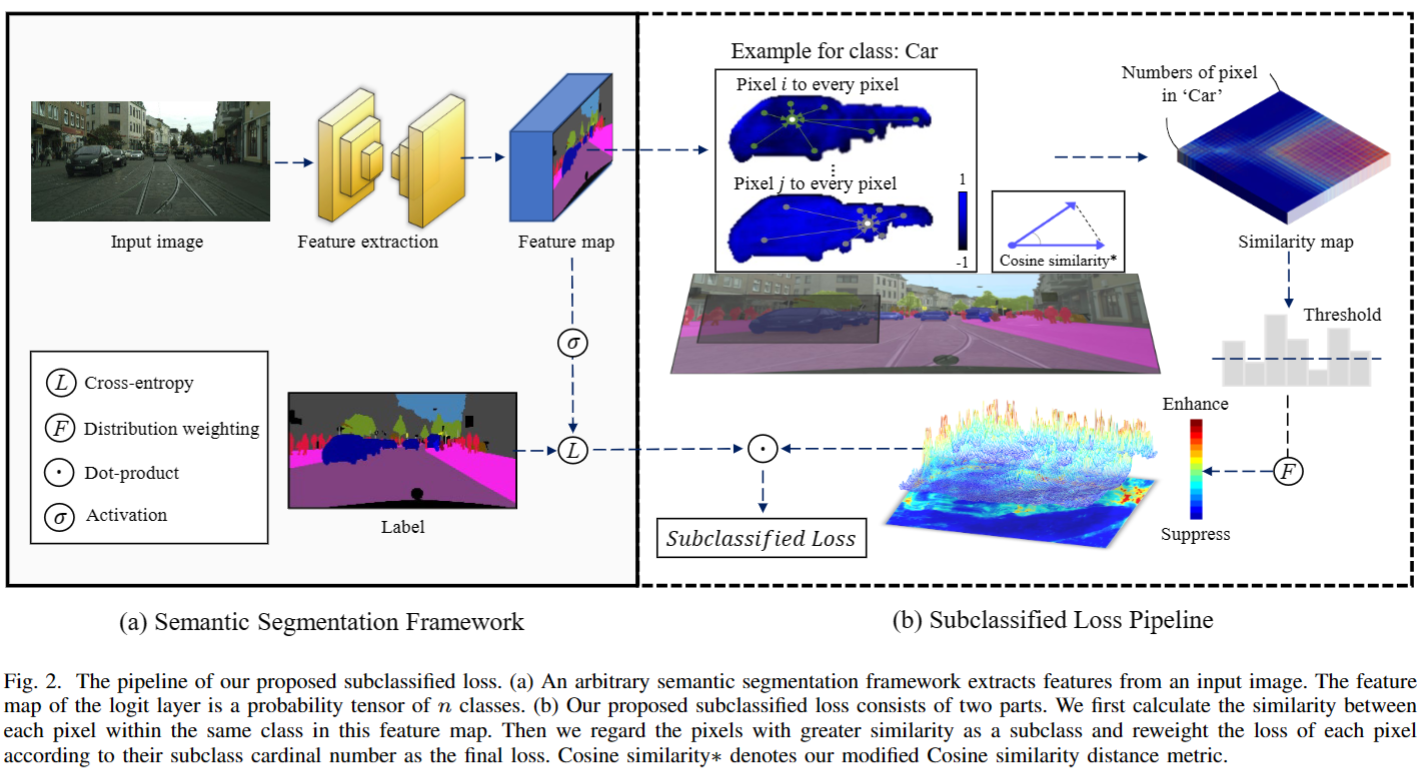 Example for class: Car
Pixel i to every pixel
⋮
Pixel j to every pixel
1
-1
Cosine similarity*
Numbers of pixel
in ‘Car’
Similarity map
Threshold
Input image
Feature extraction
Feature map
σ
L
Label
L Cross-entropy
F Distribution weighting
Dot-product
σ Activation
Enhance
F
Suppress
Subclassified Loss
(a) Semantic Segmentation Framework
(b) Subclassified Loss Pipeline
Fig. 2. The pipeline of our proposed subclassified loss. (a) An arbitrary semantic segmentation framework extracts features from an input image. The feature
map of the logit layer is a probability tensor of n classes. (b) Our proposed subclassified loss consists of two parts. We first calculate the similarity between
each pixel within the same class in this feature map. Then we regard the pixels with greater similarity as a subclass and reweight the loss of each pixel
according to their subclass cardinal number as the final loss. Cosine similarity∗ denotes our modified Cosine similarity distance metric.